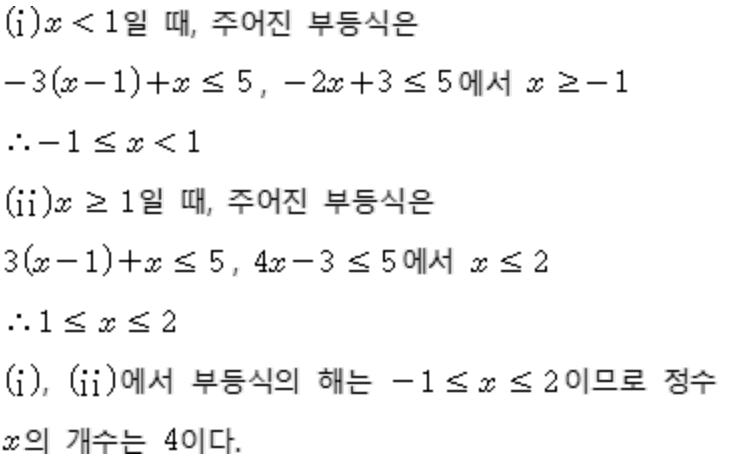 (i)x < 1일 때, 주어진 부등식은
−3(x−1)+x ≤ 5, −2x+3 ≤ 5에서 x ≥−1
∴−1 ≤ x < 1
(ii)x ≥ 1일 때, 주어진 부등식은
3(x−1)+x ≤ 5, 4x−3 ≤ 5에서 x ≤ 2
∴1 ≤ x ≤ 2
(i), (ii)에서 부등식의 해는 −1 ≤ x ≤ 2이므로 정수
x의 개수는 4이다.